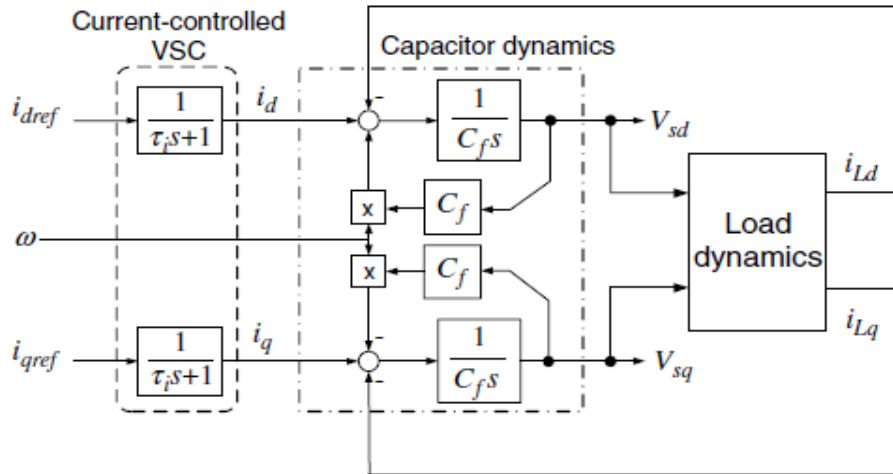 Current-controlled
VSC
Capacitor dynamics
i_dref
1
τ_i s+1
i_d
-
1
C_f s
V_sd
x
C_f
i_Ld
Load
dynamics
ω
x
C_f
i_Lq
i_qref
1
τ_i s+1
i_q
-
-
1
C_f s
V_sq